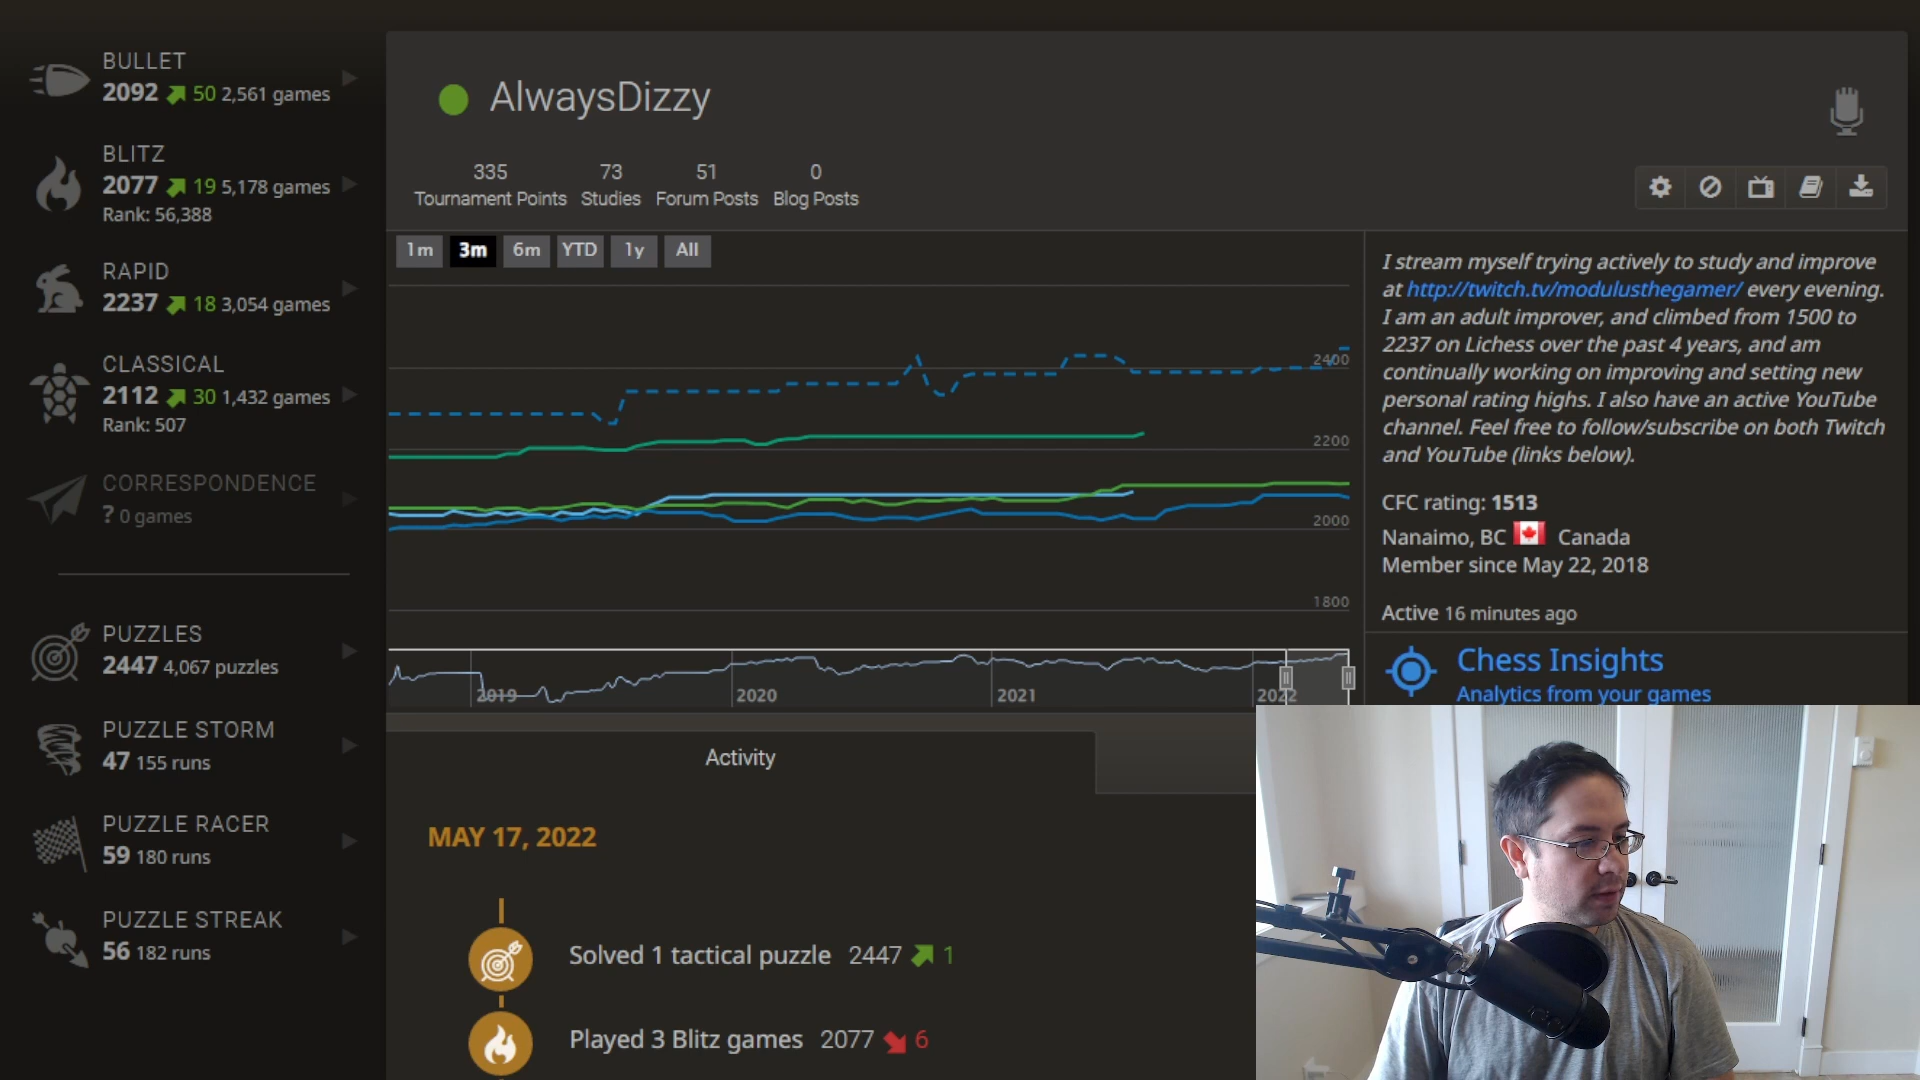 BULLET
2092 50 2,561 games
BLITZ
2077 19 5,178 games
Rank: 56,388
RAPID
2237 18 3,054 games
CLASSICAL
2112 30 1,432 games
Rank: 507
CORRESPONDENCE
? 0 games
PUZZLES
2447 4,067 puzzles
PUZZLE STORM
47 155 runs
PUZZLE RACER
59 180 runs
PUZZLE STREAK
56 182 runs
AlwaysDizzy
335 73 51 0
Tournament Points Studies Forum Posts Blog Posts
1m 3m 6m YTD 1y All
2400
2200
2000
1800
2019 2020 2021 2022
I stream myself trying actively to study and improve
at http://twitch.tv/modulusthegamer/ every evening.
I am an adult improver, and climbed from 1500 to
2237 on Lichess over the past 4 years, and am
continually working on improving and setting new
personal rating highs. I also have an active YouTube
channel. Feel free to follow/subscribe on both Twitch
and YouTube (links below).
CFC rating: 1513
Nanaimo, BC Canada
Member since May 22, 2018
Active 16 minutes ago
Chess Insights
Analytics from your games
Activity
MAY 17, 2022
Solved 1 tactical puzzle 2447 1
Played 3 Blitz games 2077 6